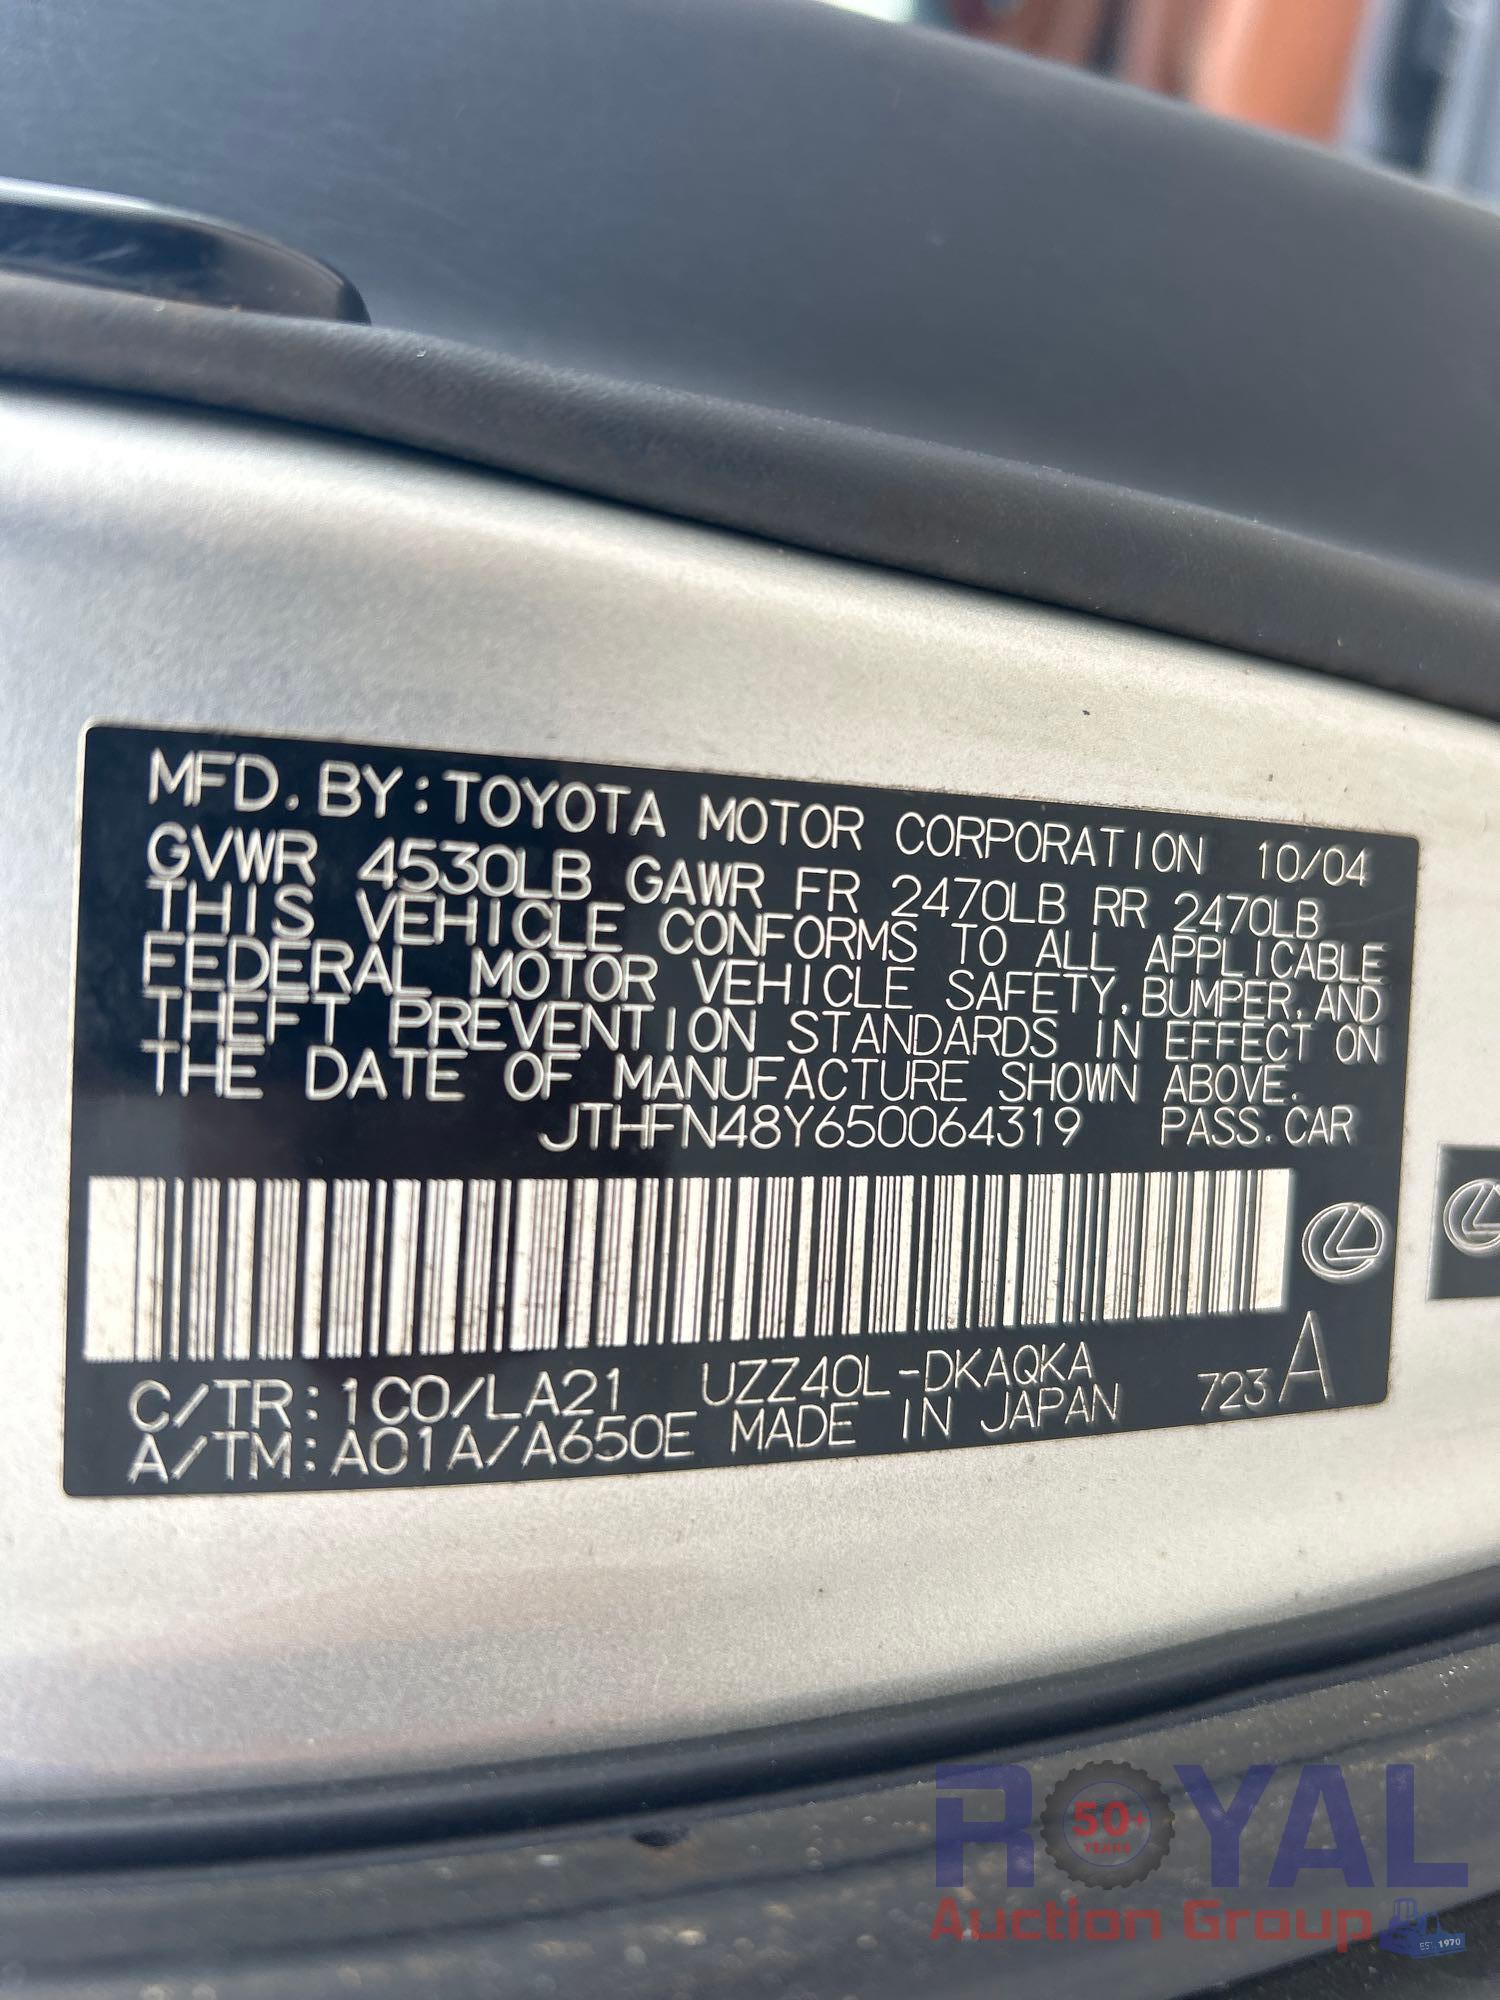 MFD. BY: TOYOTA MOTOR CORPORATION 10/04
GVWR 4530LB GAWR FR 2470LB RR 2470LB
THIS VEHICLE CONFORMS TO ALL APPLICABLE
FEDERAL MOTOR VEHICLE SAFETY, BUMPER, AND
THEFT PREVENTION STANDARDS IN EFFECT ON
THE DATE OF MANUFACTURE SHOWN ABOVE.
JTHFN48Y650064319 PASS. CAR
C/TR: 1C0/LA21 UZZ40L-DKAQKA 723 A
A/TM: A01A/A650E MADE IN JAPAN
ROYAL
50+
YEARS
Auction Group
EST. 1970